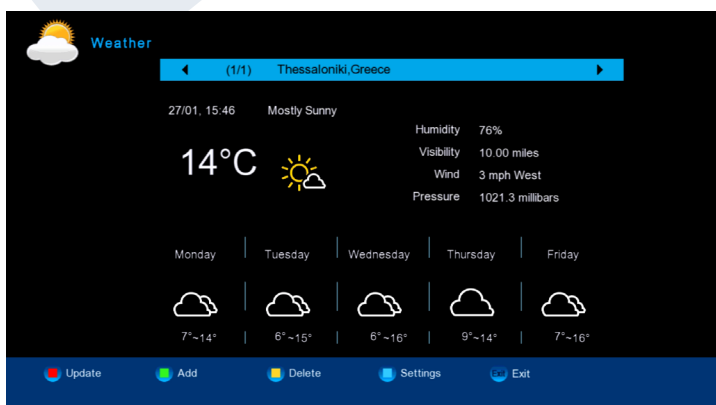 Weather
(1/1) Thessaloniki,Greece
27/01, 15:46 Mostly Sunny
14°C
Humidity 76%
Visibility 10.00 miles
Wind 3 mph West
Pressure 1021.3 millibars
Monday Tuesday Wednesday Thursday Friday
7°~14° 6°~15° 6°~16° 9°~14° 7°~16°
Update Add Delete Settings Exit